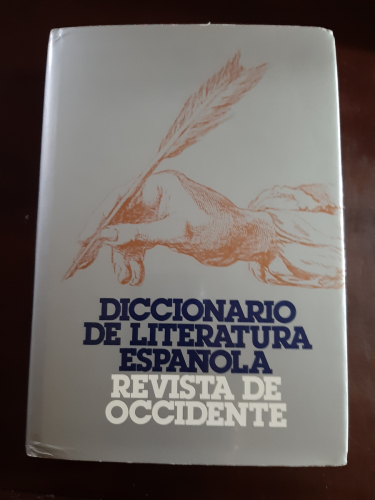 DICCIONARIO
DE LITERATURA
ESPAÑOLA
REVISTA DE
OCCIDENTE